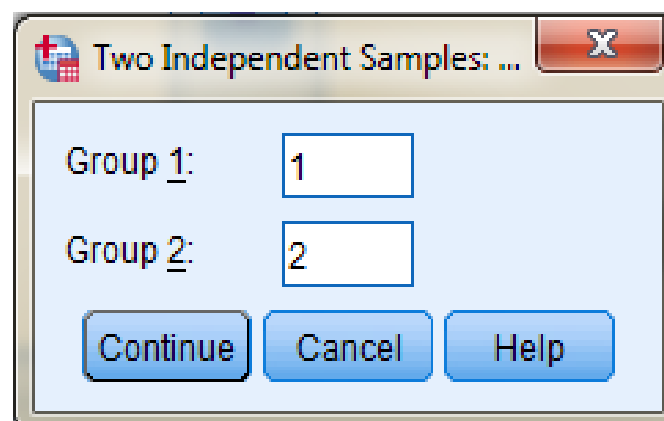 Two Independent Samples: ...
Group 1: 1
Group 2: 2
Continue Cancel Help